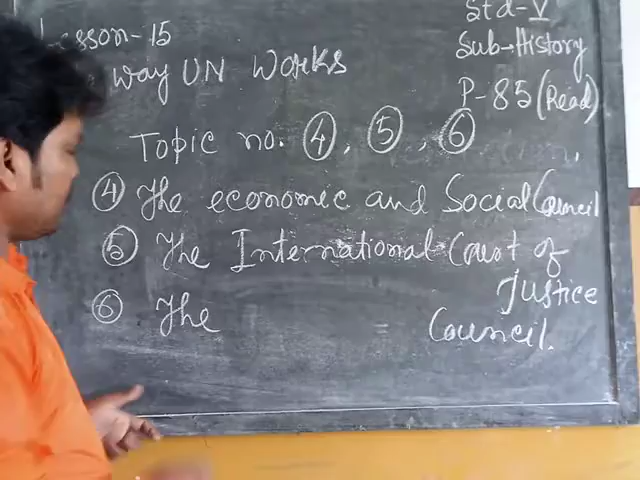 Std-V
Lesson-15
Sub→History
Way UN Works
P-85 (Read)
Topic no. ④, ⑤, ⑥
④ The economic and Social Council
⑤ The International Court of
Justice
⑥ The Council.